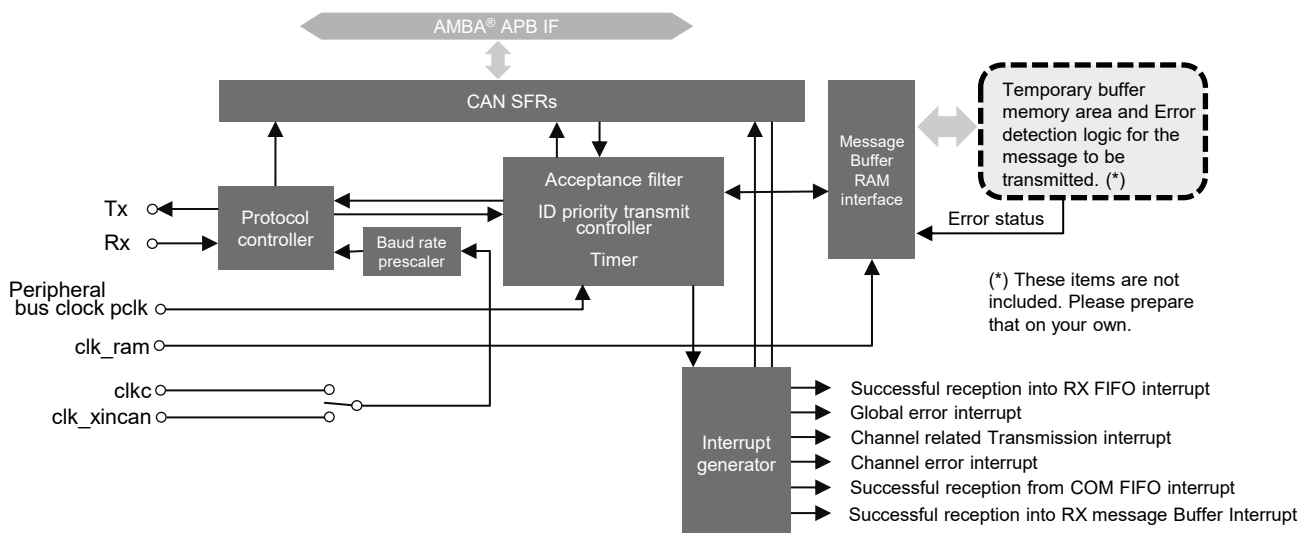 AMBA® APB IF
CAN SFRs
Temporary buffer
memory area and Error
detection logic for the
message to be
transmitted. (*)
Message
Buffer
RAM
interface
Acceptance filter
ID priority transmit
controller
Timer
Tx
Rx
Protocol
controller
Baud rate
prescaler
Error status
Peripheral
bus clock pclk
(*) These items are not
included. Please prepare
that on your own.
clk_ram
clkc
clk_xincan
Interrupt
generator
Successful reception into RX FIFO interrupt
Global error interrupt
Channel related Transmission interrupt
Channel error interrupt
Successful reception from COM FIFO interrupt
Successful reception into RX message Buffer Interrupt